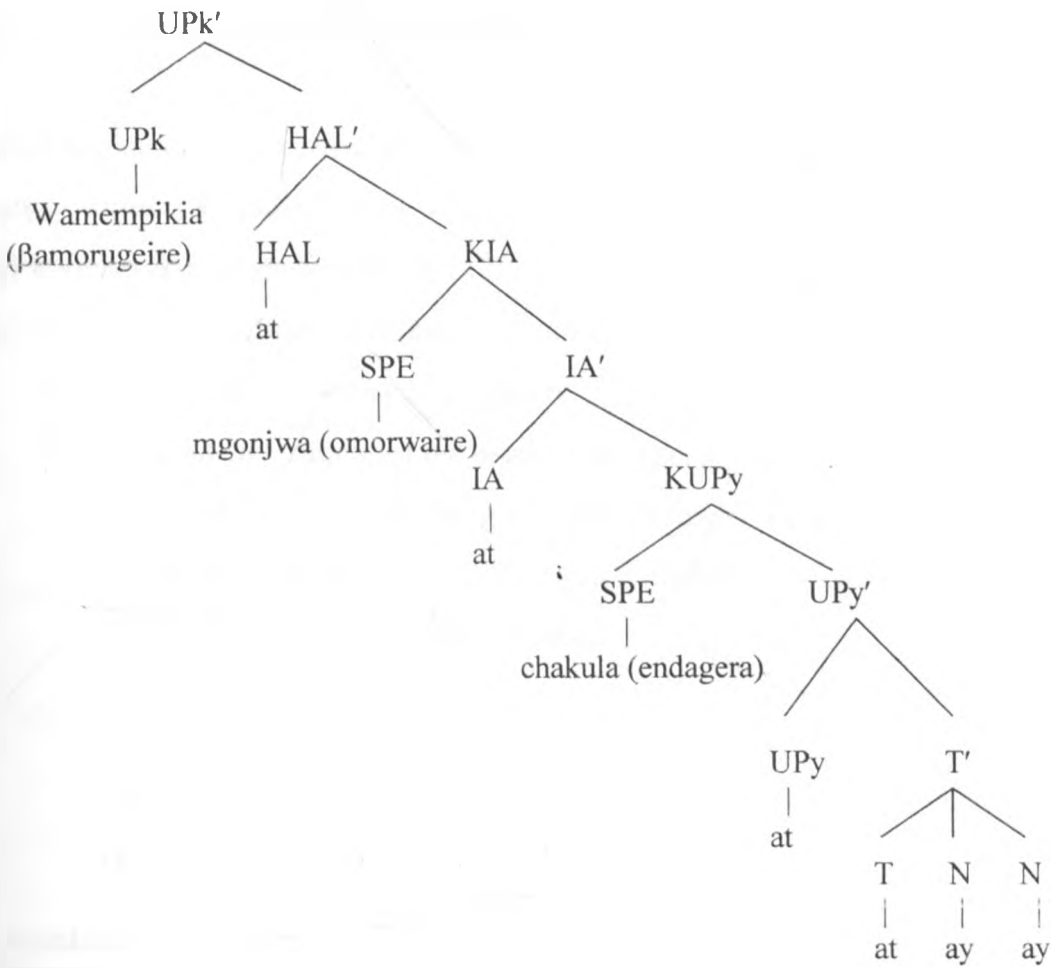 UPk′
UPk HAL′
Wamempikia
(βamorugeire) HAL KIA
at
SPE IA′
mgonjwa (omorwaire)
IA KUPy
at
SPE UPy′
chakula (endagera)
UPy T′
at
T N N
at ay ay